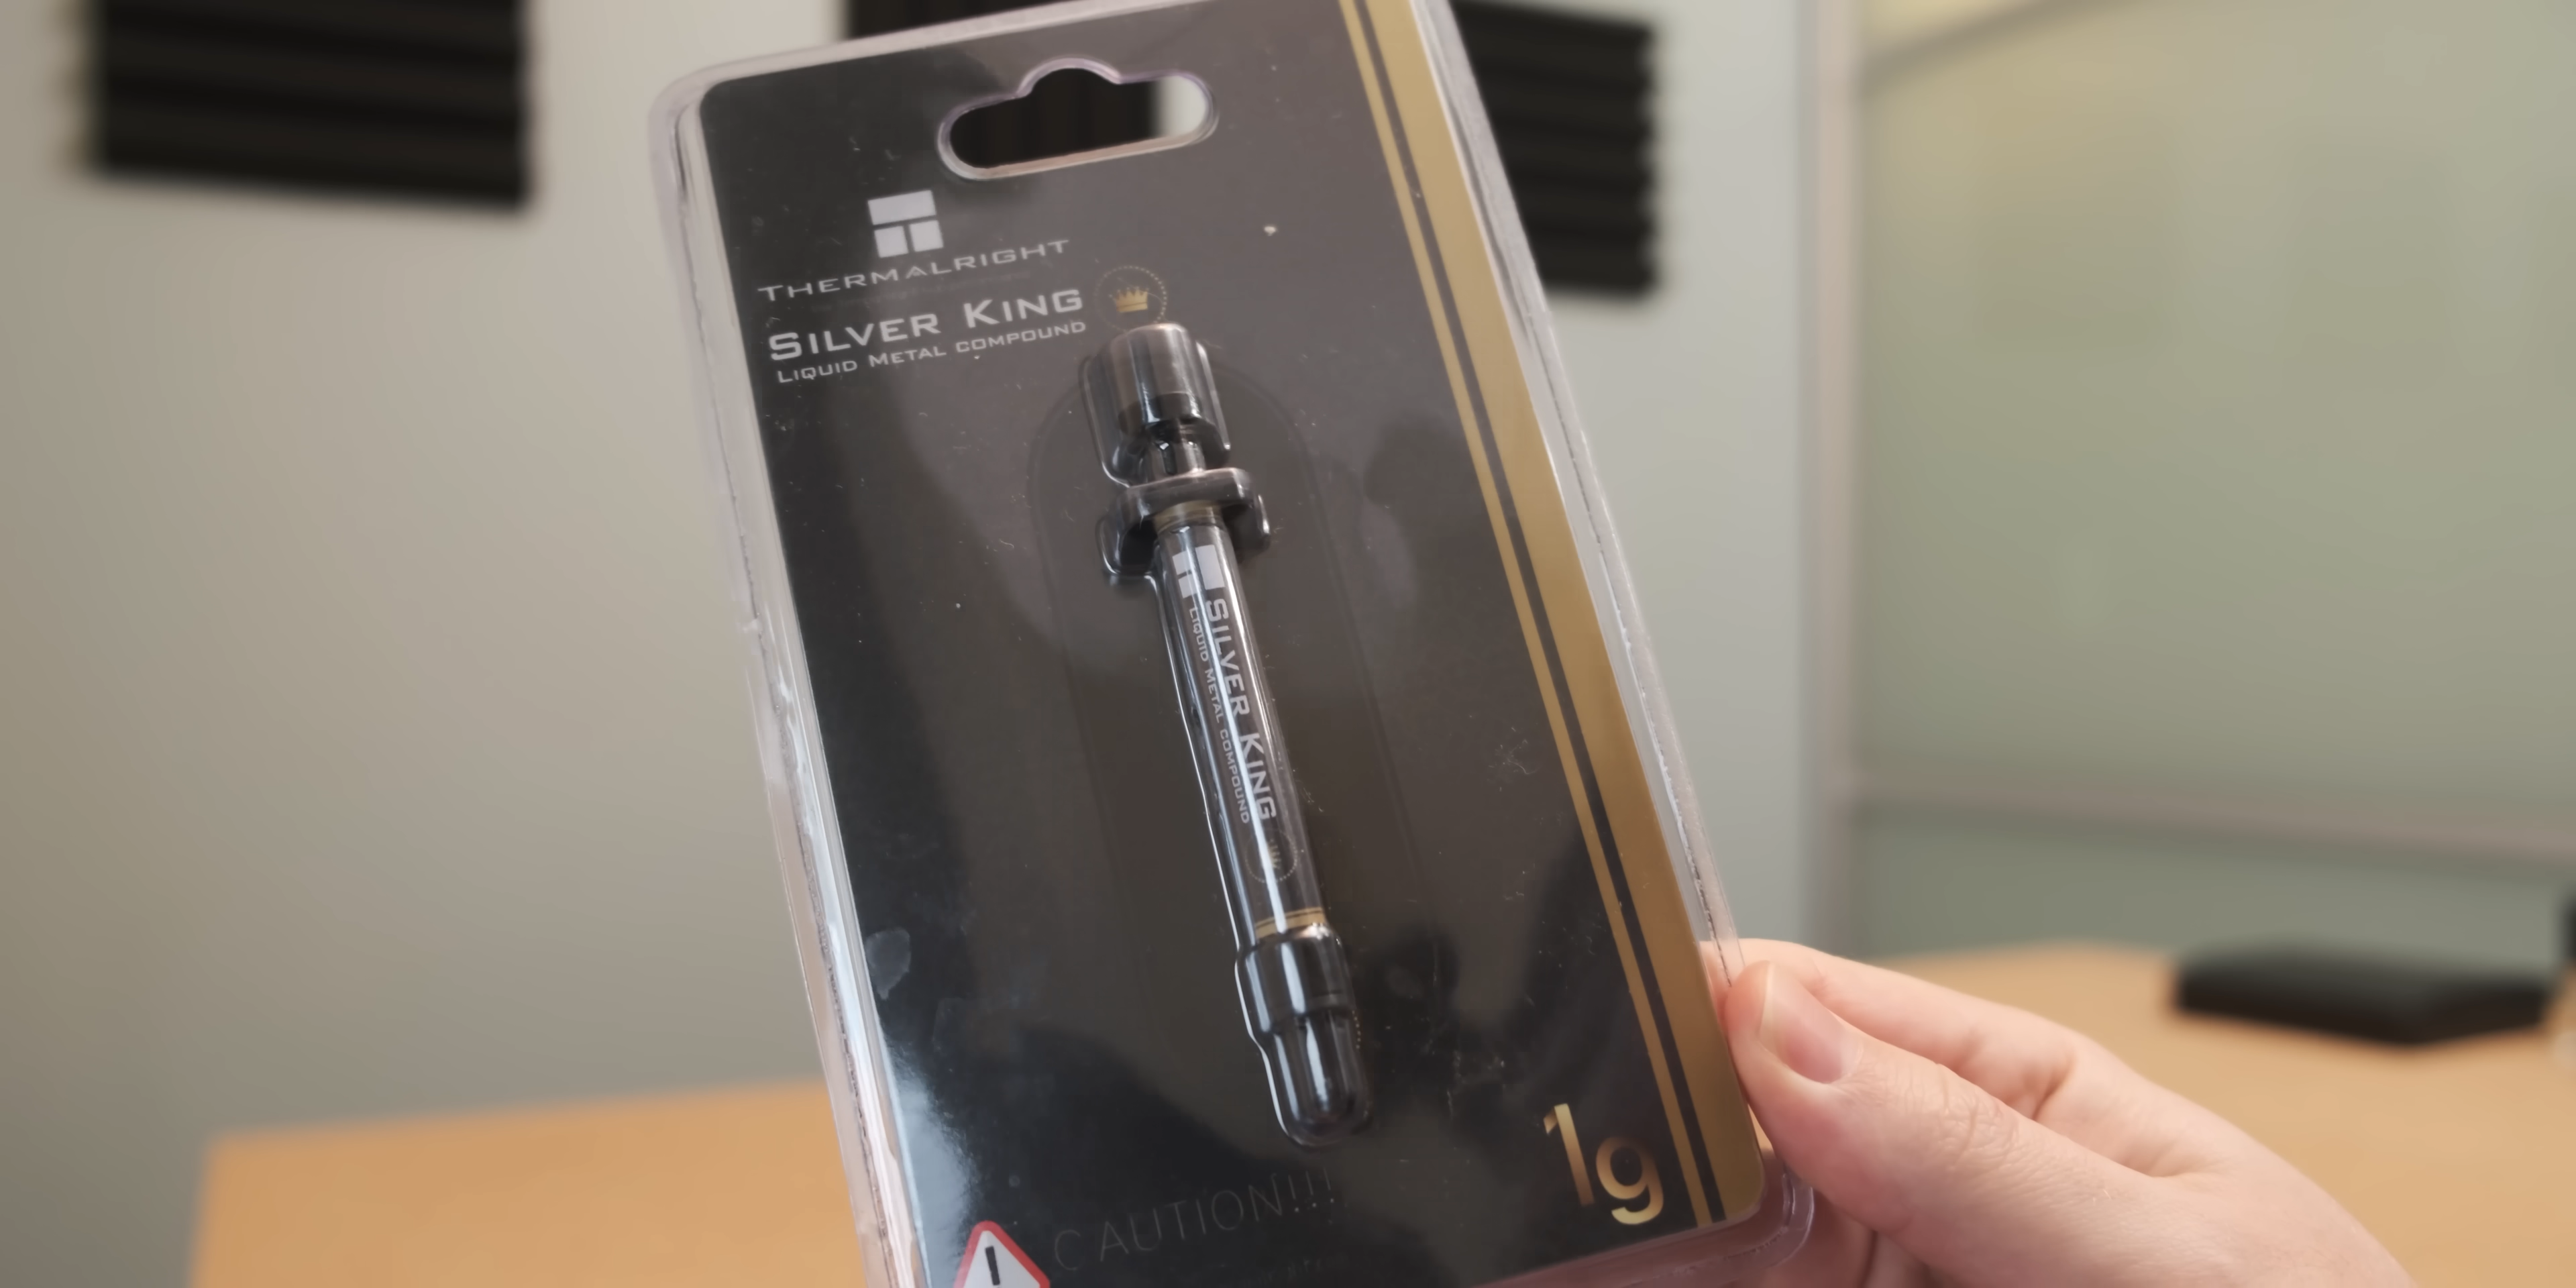 THERMALRIGHT
SILVER KING
LIQUID METAL COMPOUND
SILVER KING
LIQUID METAL COMPOUND
1g
CAUTION!!!